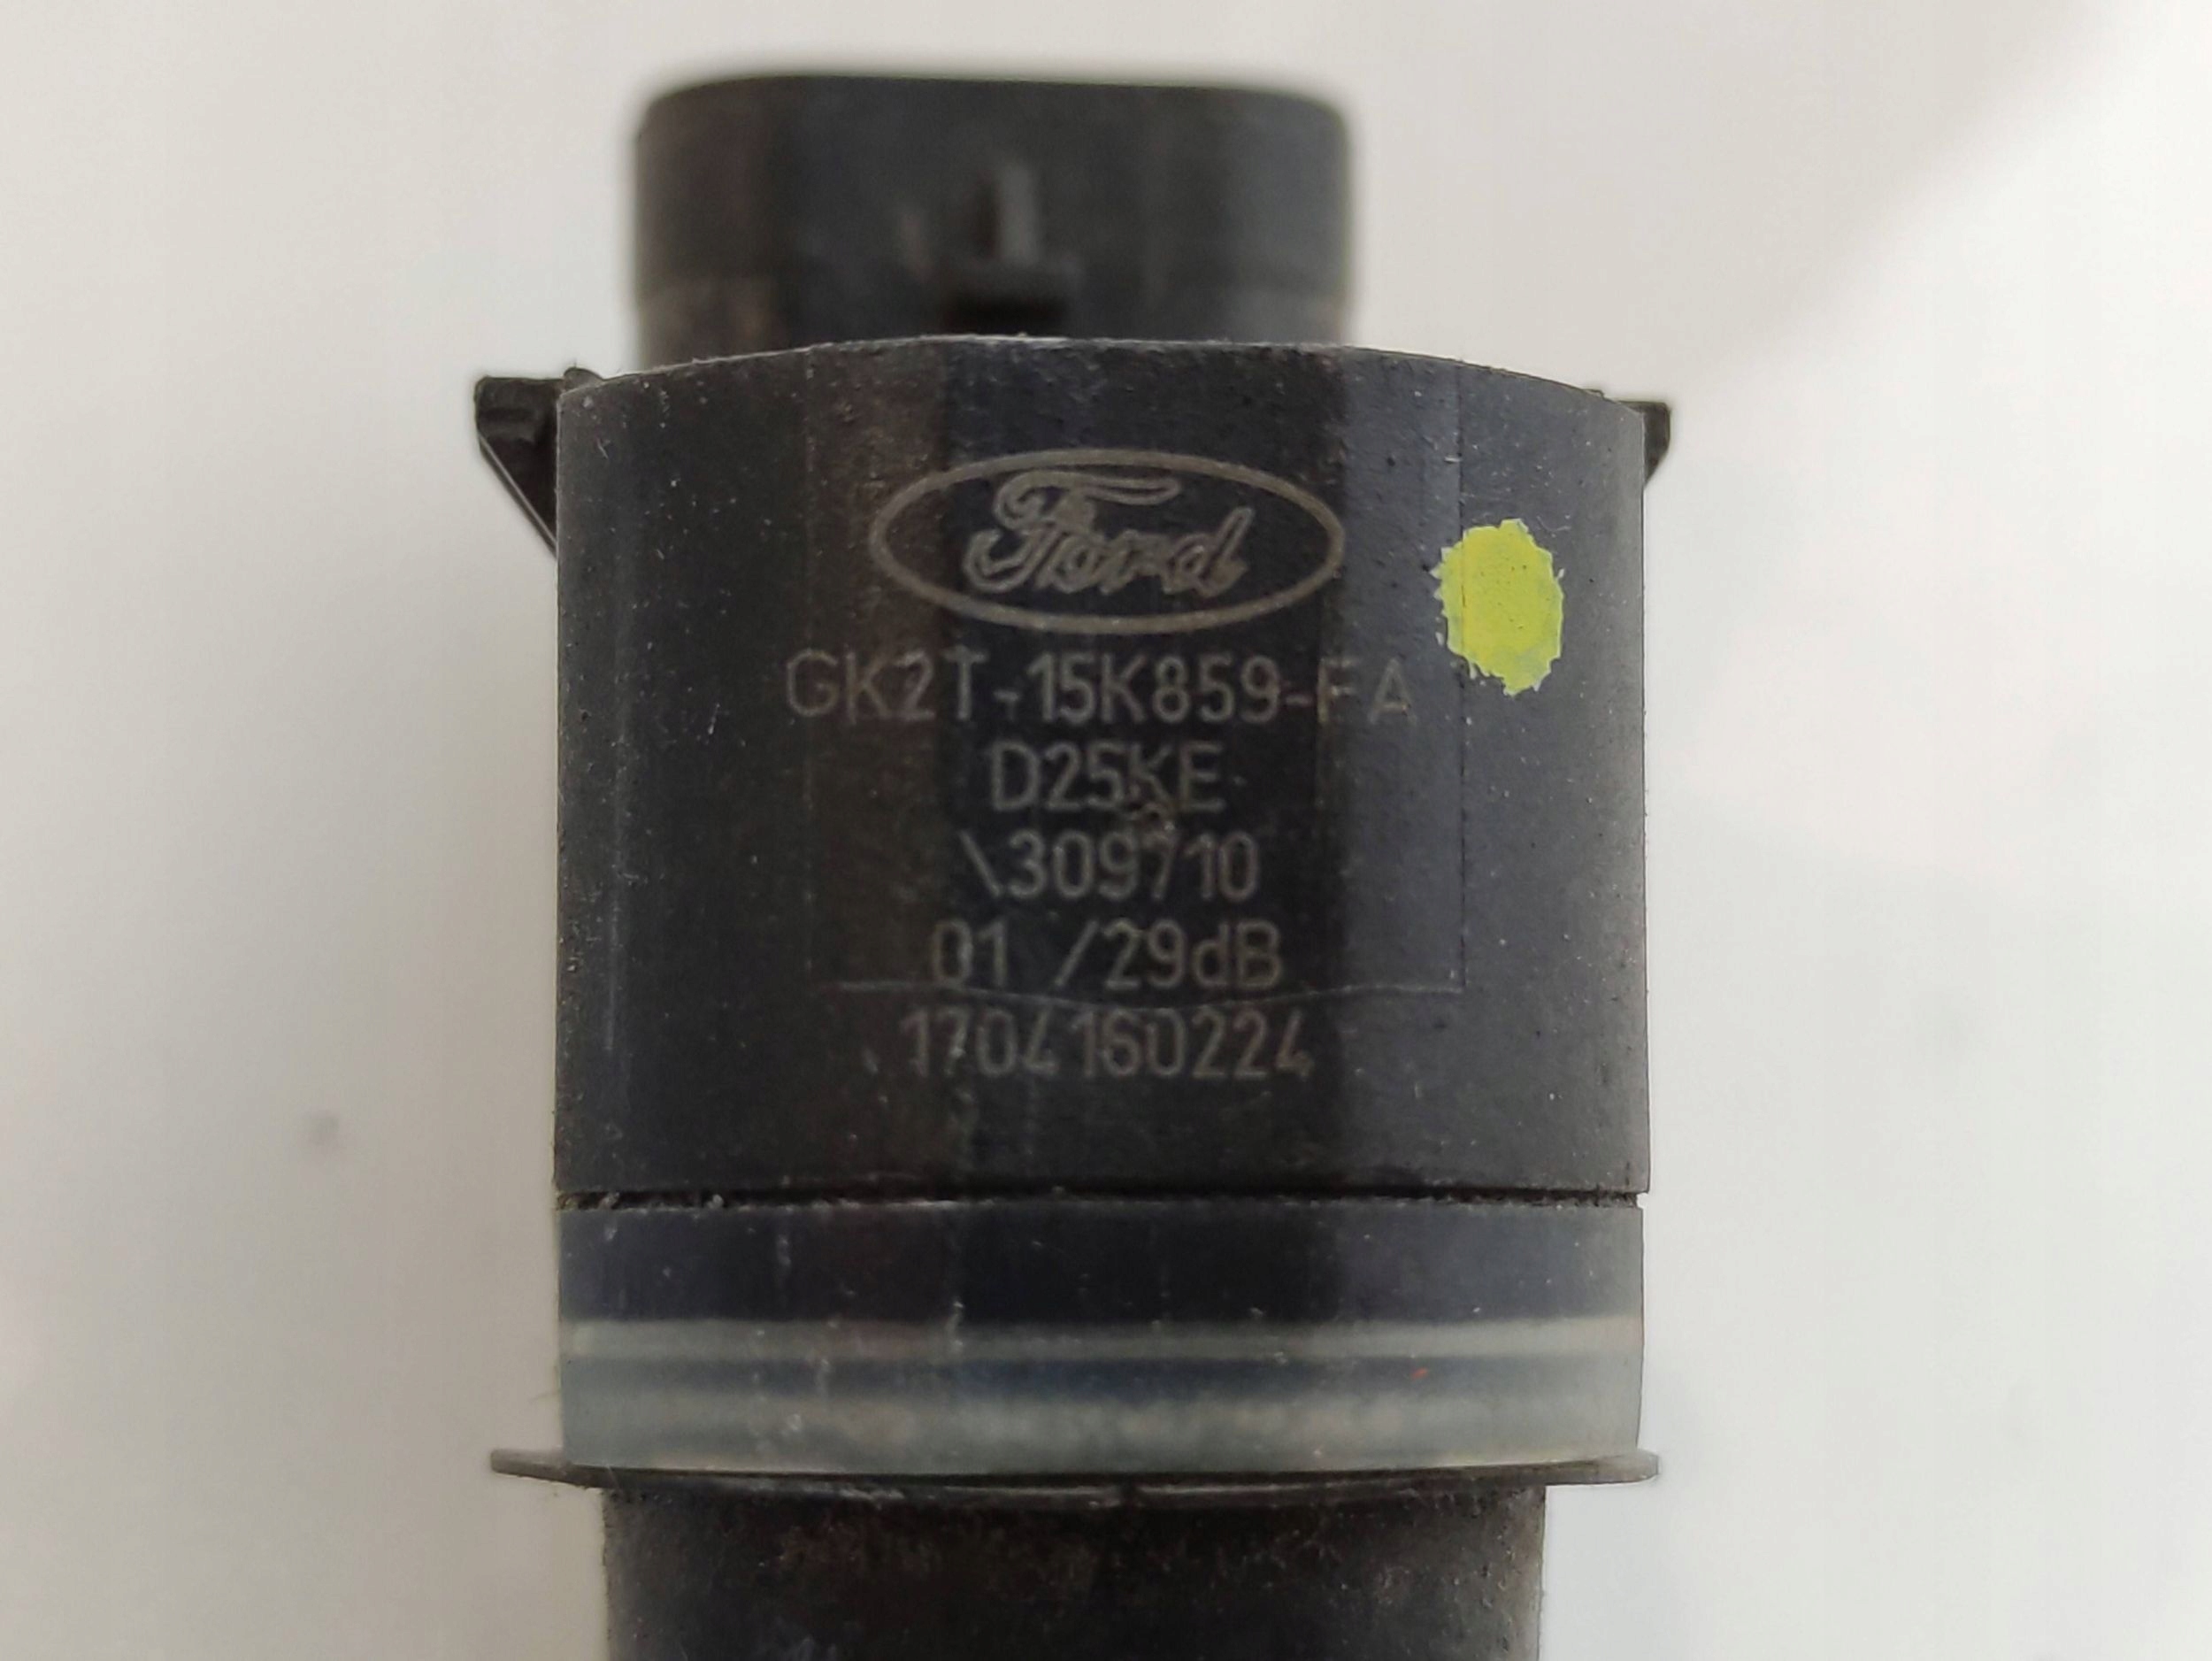 Ford
GK2T-15K859-FA
D25KE
\309710
01 /29dB
1704160224